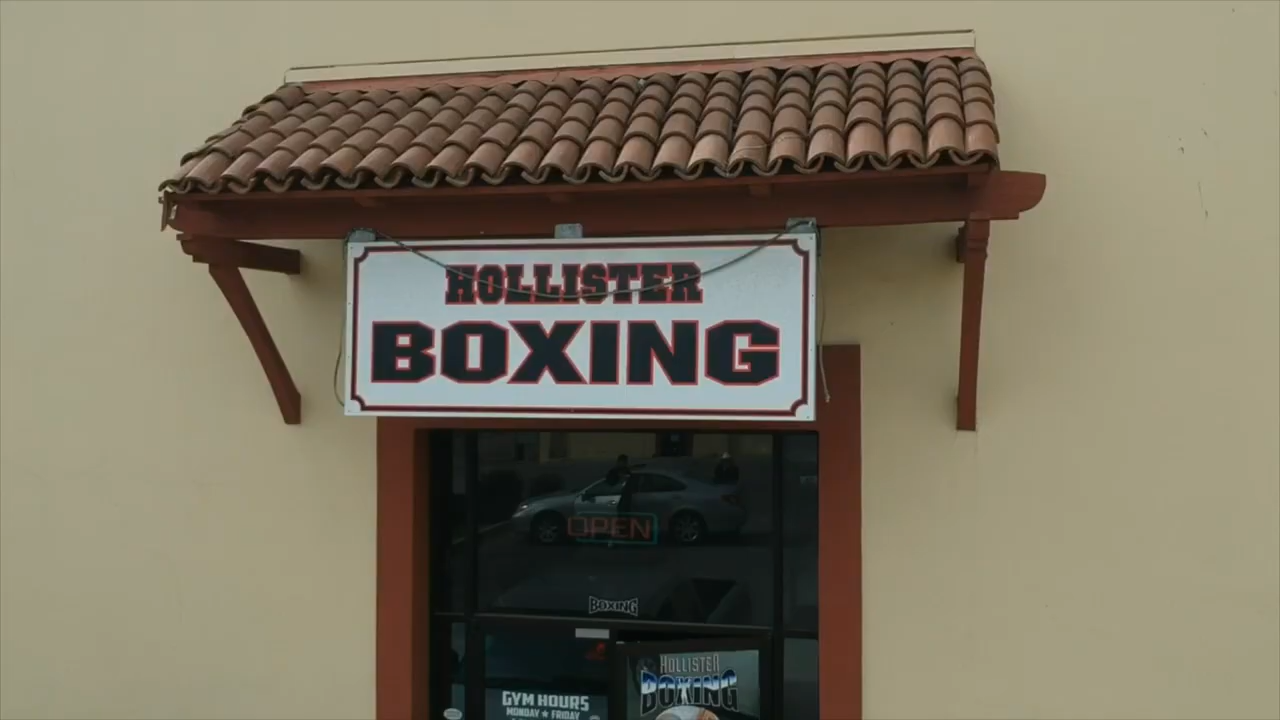 HOLLISTER
BOXING
OPEN
BOXING
HOLLISTER
BOXING
GYM HOURS
MONDAY ★ FRIDAY